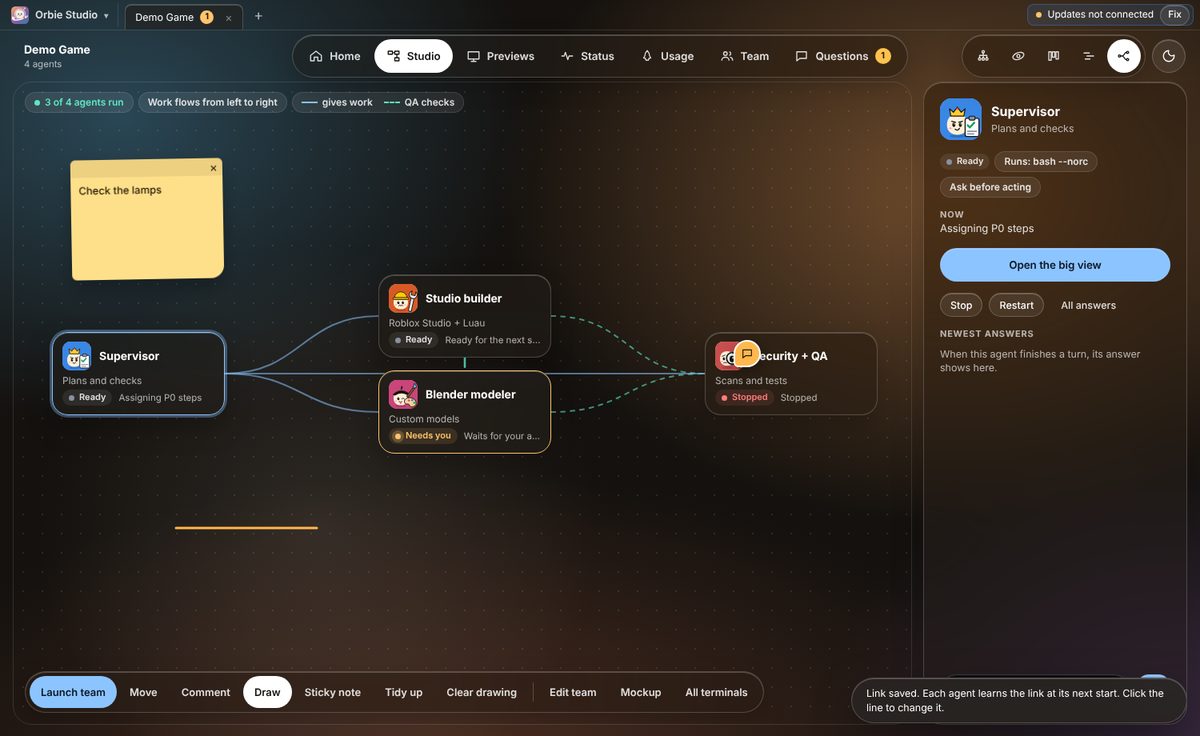 Orbie Studio
Demo Game 1
Updates not connected Fix
Demo Game
4 agents
Home Studio Previews Status Usage Team Questions 1
3 of 4 agents run
Work flows from left to right
gives work QA checks
Check the lamps
Supervisor
Plans and checks
Ready Assigning P0 steps
Studio builder
Roblox Studio + Luau
Ready Ready for the next s...
Blender modeler
Custom models
Needs you Waits for your a...
ecurity + QA
Scans and tests
Stopped Stopped
Supervisor
Plans and checks
Ready Runs: bash --norc
Ask before acting
NOW
Assigning P0 steps
Open the big view
Stop Restart All answers
NEWEST ANSWERS
When this agent finishes a turn, its answer
shows here.
Launch team Move Comment Draw Sticky note Tidy up Clear drawing Edit team Mockup All terminals
Link saved. Each agent learns the link at its next start. Click the
line to change it.